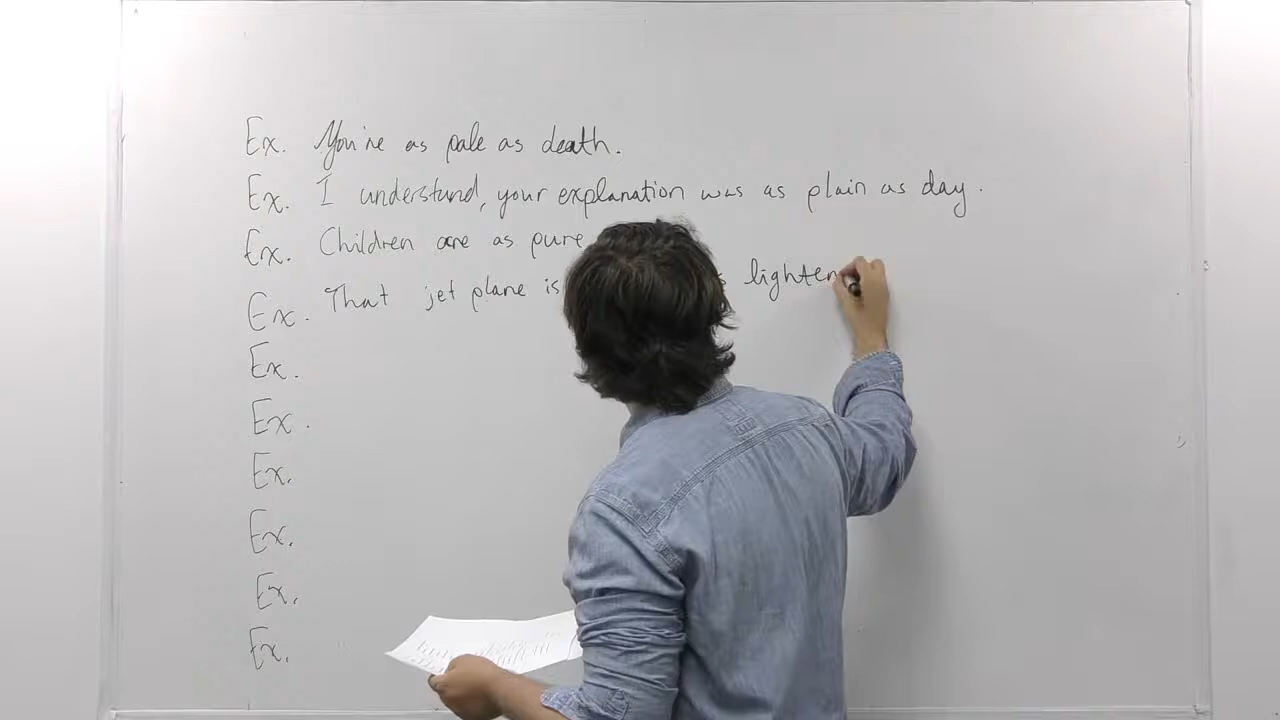 Ex. You're as pale as death.
Ex. I understand, your explanation was as plain as day.
Ex. Children are as pure
Ex. That jet plane is lighten
Ex.
Ex.
Ex.
Ex.
Ex.
Ex.